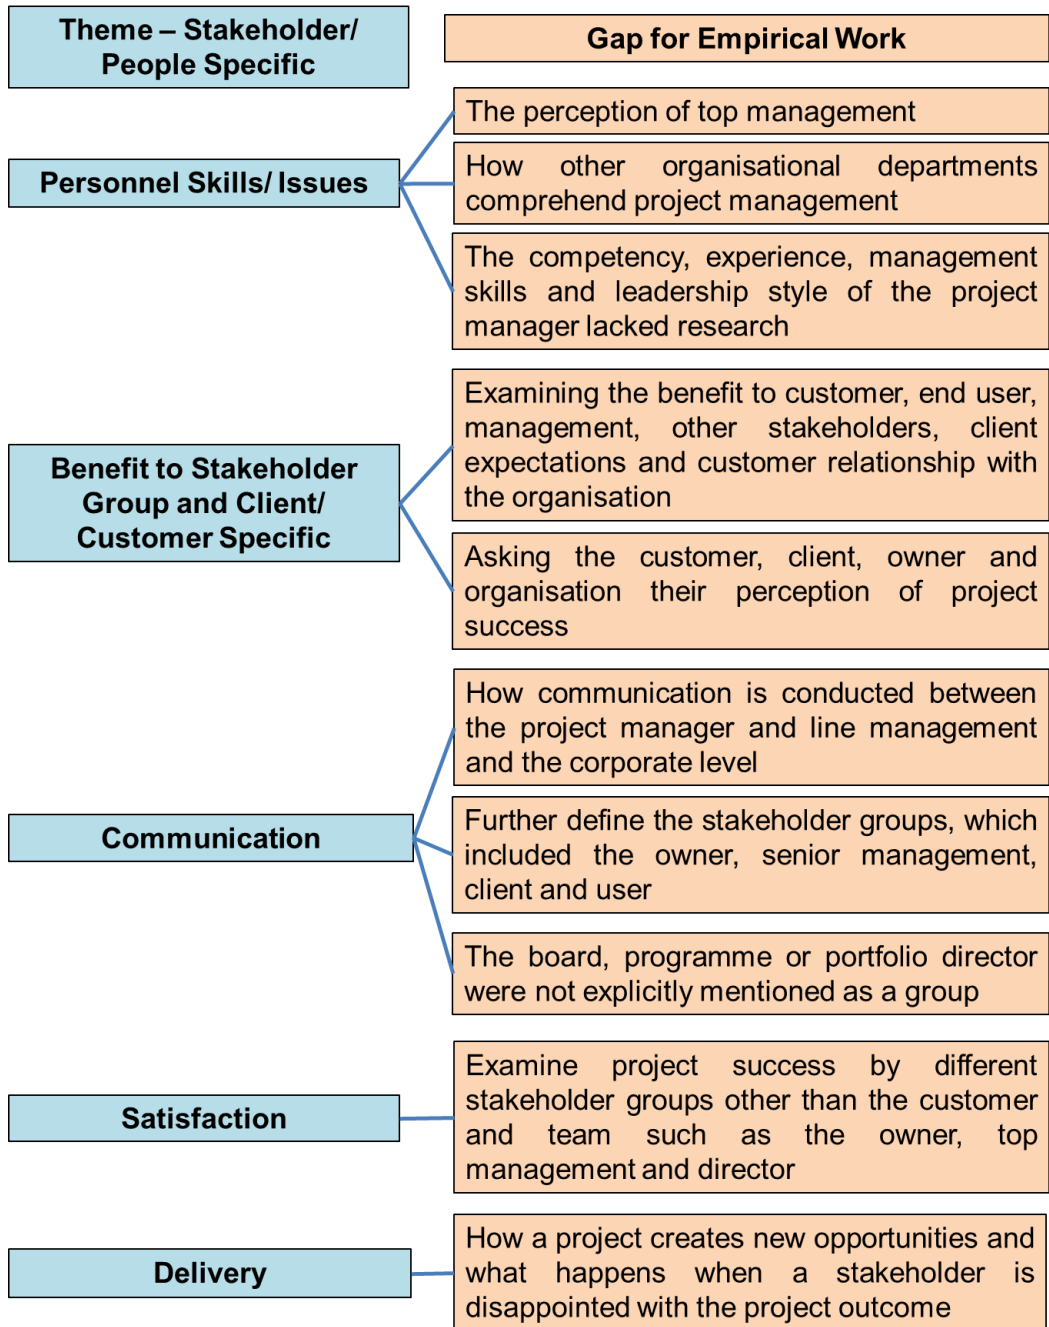 Theme – Stakeholder/
People Specific
Gap for Empirical Work
Personnel Skills/ Issues
The perception of top management
How other organisational departments
comprehend project management
The competency, experience, management
skills and leadership style of the project
manager lacked research
Benefit to Stakeholder
Group and Client/
Customer Specific
Examining the benefit to customer, end user,
management, other stakeholders, client
expectations and customer relationship with
the organisation
Asking the customer, client, owner and
organisation their perception of project
success
Communication
How communication is conducted between
the project manager and line management
and the corporate level
Further define the stakeholder groups, which
included the owner, senior management,
client and user
The board, programme or portfolio director
were not explicitly mentioned as a group
Satisfaction
Examine project success by different
stakeholder groups other than the customer
and team such as the owner, top
management and director
Delivery
How a project creates new opportunities and
what happens when a stakeholder is
disappointed with the project outcome